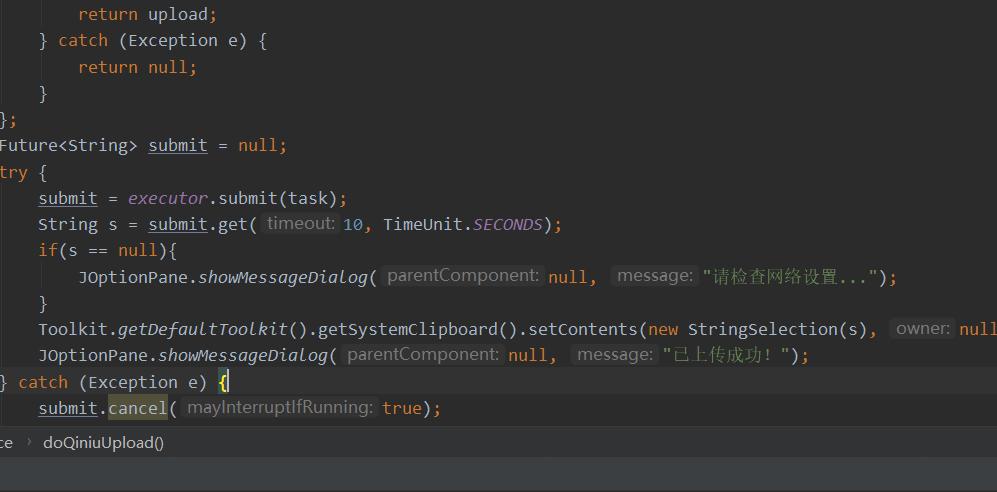 return upload;
} catch (Exception e) {
return null;
}
};
Future<String> submit = null;
try {
submit = executor.submit(task);
String s = submit.get( timeout: 10, TimeUnit.SECONDS);
if(s == null){
JOptionPane.showMessageDialog( parentComponent: null, message: "请检查网络设置...");
}
Toolkit.getDefaultToolkit().getSystemClipboard().setContents(new StringSelection(s), owner: null
JOptionPane.showMessageDialog( parentComponent: null, message: "已上传成功！");
} catch (Exception e) {
submit.cancel( mayInterruptIfRunning: true);
ce › doQiniuUpload()